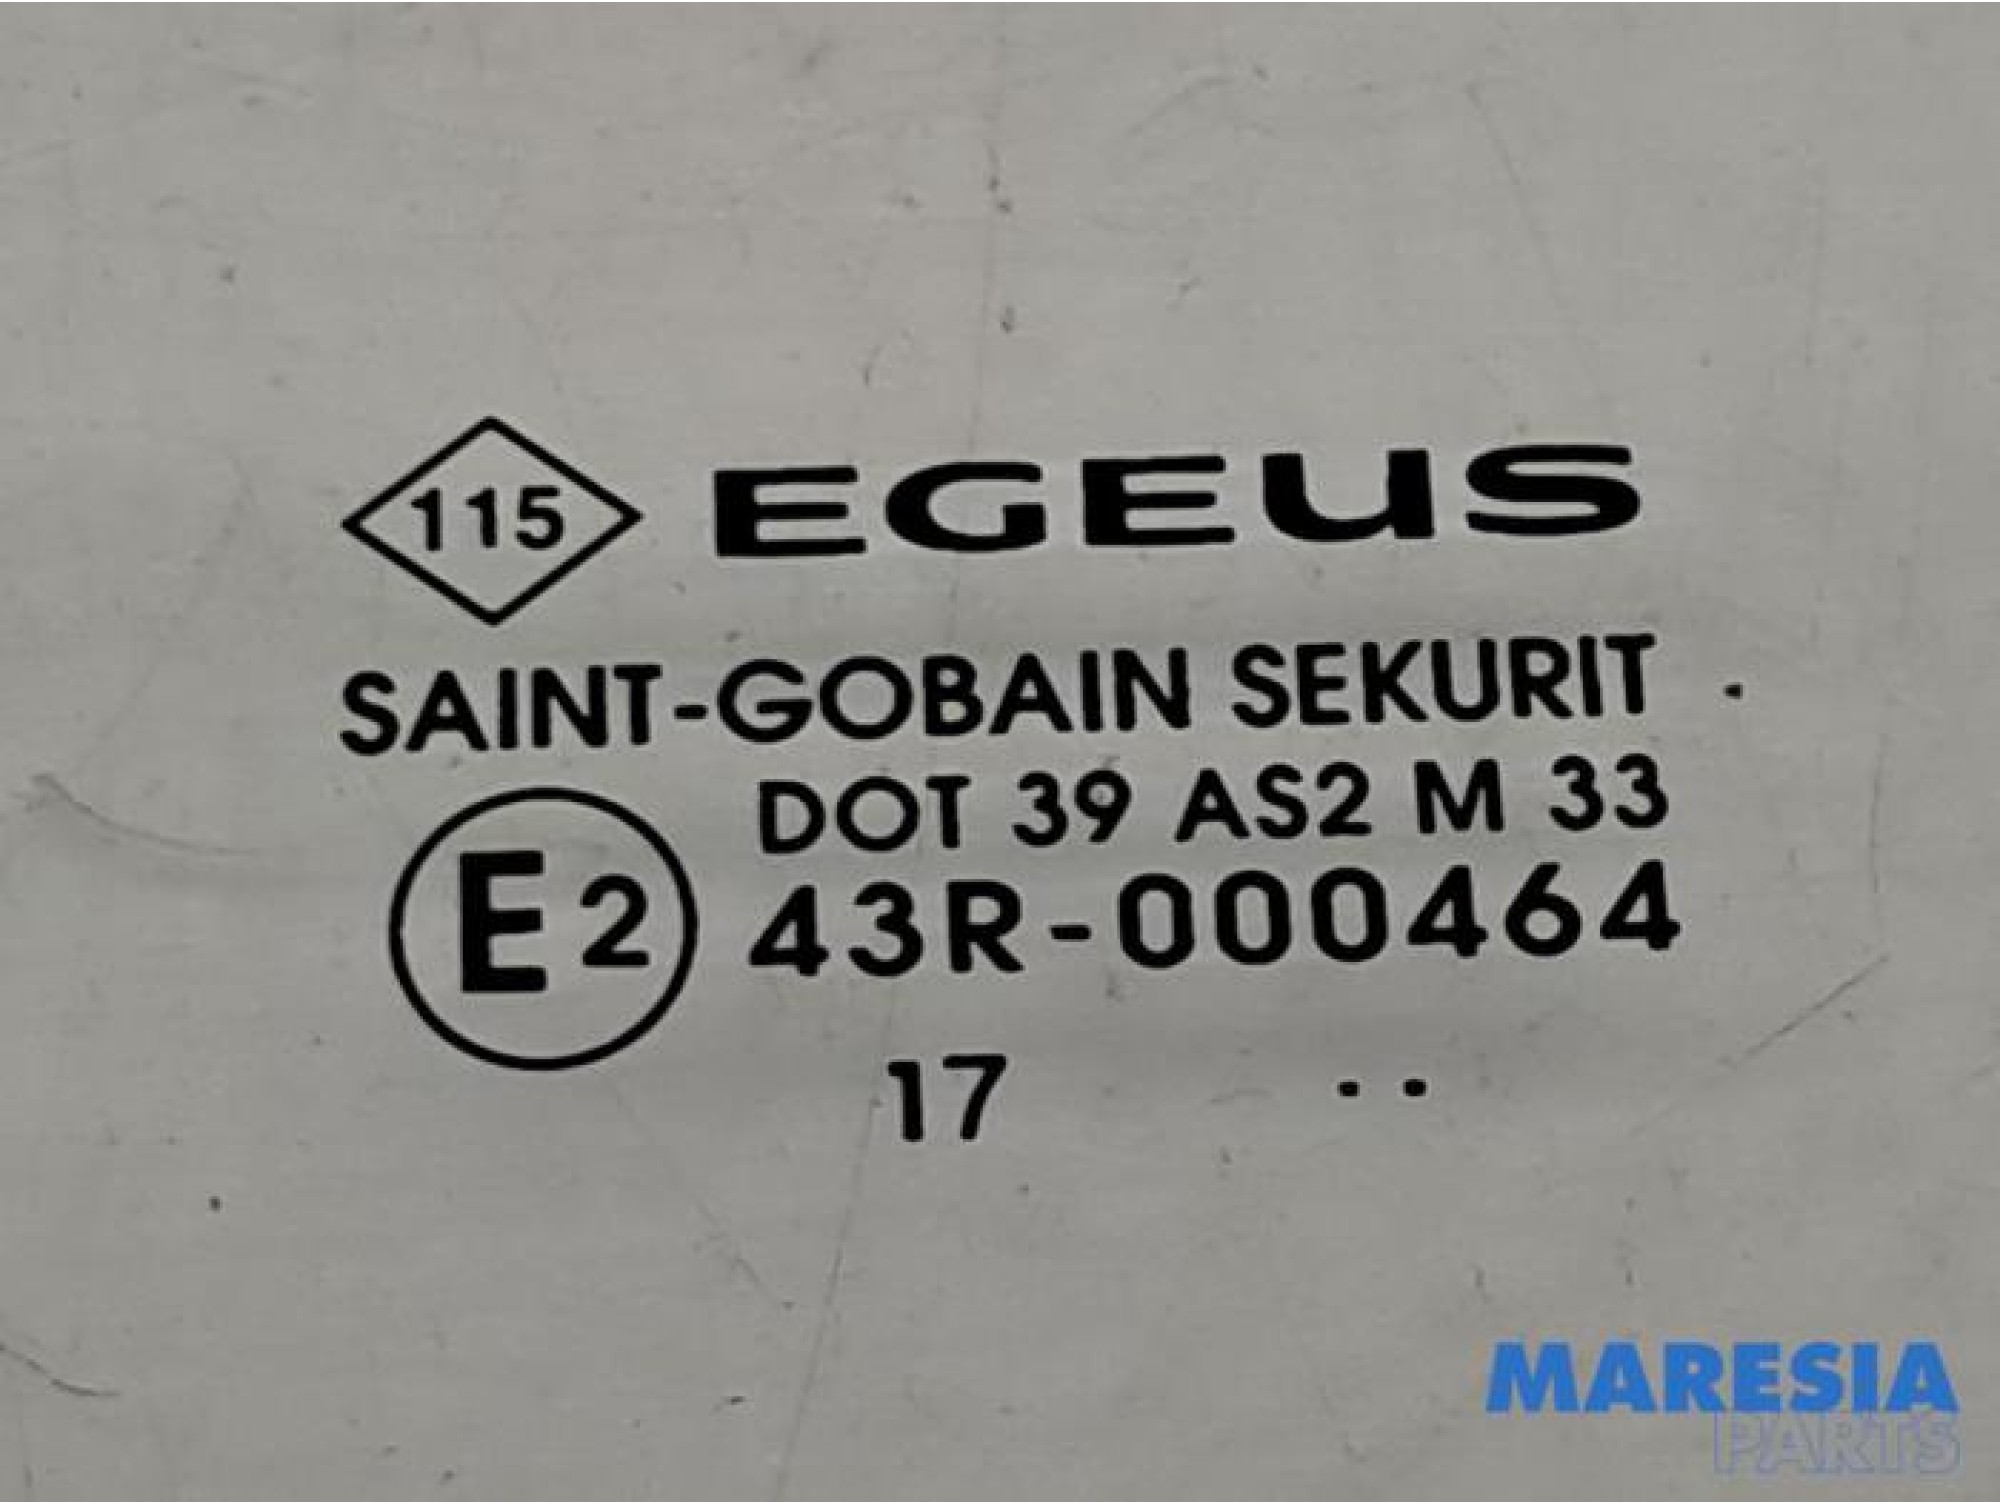 115 EGEUS
SAINT-GOBAIN SEKURIT
DOT 39 AS2 M 33
E2 43R-000464
17 . .
MARESIA
PARTS